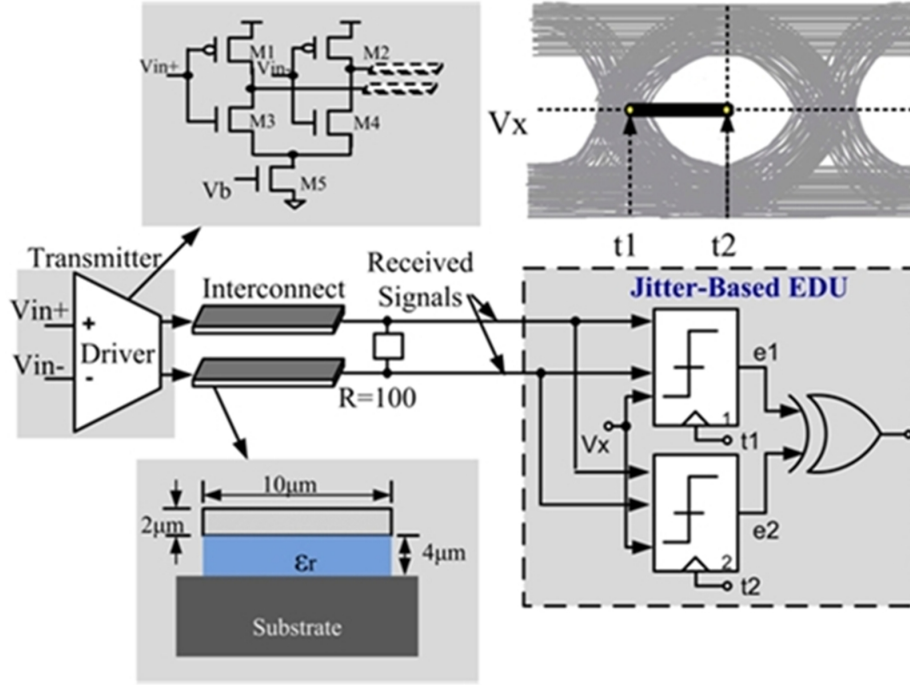 M1
M2
Vin+
Vin-
M3
M4
Vb
M5
Vx
t1
t2
Transmitter
Received
Signals
Interconnect
Jitter-Based EDU
Vin+
+
Driver
Vin-
-
R=100
e1
1
t1
Vx
e2
2
t2
10μm
2μm
4μm
εr
Substrate